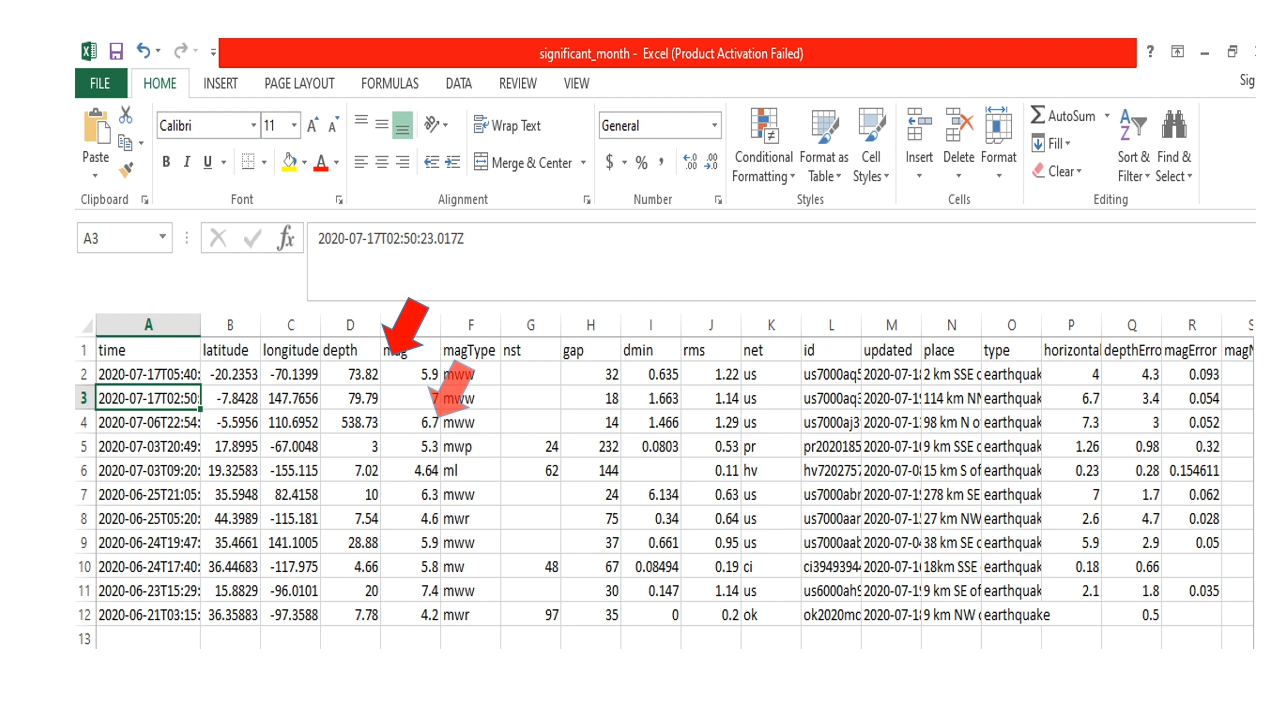 significant_month - Excel (Product Activation Failed) ?
FILE HOME INSERT PAGE LAYOUT FORMULAS DATA REVIEW VIEW Sig
Calibri 11 Wrap Text General AutoSum
Paste B I U A Merge & Center $ % , Conditional Formatting Format as Table Cell Styles Insert Delete Format Fill Clear Sort & Filter Find & Select
Clipboard Font Alignment Number Styles Cells Editing
A3 fx 2020-07-17T02:50:23.017Z
A B C D F G H I J K L M N O P Q R S
1 time latitude longitude depth mag magType nst gap dmin rms net id updated place type horizonta depthErro magError magN
2 2020-07-17T05:40: -20.2353 -70.1399 73.82 5.9 mww 32 0.635 1.22 us us7000aq5 2020-07-18 2 km SSE o earthquak 4 4.3 0.093
3 2020-07-17T02:50: -7.8428 147.7656 79.79 7 mww 18 1.663 1.14 us us7000aq3 2020-07-19 114 km NN earthquak 6.7 3.4 0.054
4 2020-07-06T22:54: -5.5956 110.6952 538.73 6.7 mww 14 1.466 1.29 us us7000aj3 2020-07-1 98 km N o earthquak 7.3 3 0.052
5 2020-07-03T20:49: 17.8995 -67.0048 3 5.3 mwp 24 232 0.0803 0.53 pr pr2020185 2020-07-1 9 km SSE o earthquak 1.26 0.98 0.32
6 2020-07-03T09:20: 19.32583 -155.115 7.02 4.64 ml 62 144 0.11 hv hv7202757 2020-07-0 15 km S of earthquak 0.23 0.28 0.154611
7 2020-06-25T21:05: 35.5948 82.4158 10 6.3 mww 24 6.134 0.63 us us7000abr 2020-07-1 278 km SE earthquak 7 1.7 0.062
8 2020-06-25T05:20: 44.3989 -115.181 7.54 4.6 mwr 75 0.34 0.64 us us7000aar 2020-07-15 27 km NW earthquak 2.6 4.7 0.028
9 2020-06-24T19:47: 35.4661 141.1005 28.88 5.9 mww 37 0.661 0.95 us us7000aab 2020-07-04 38 km SE o earthquak 5.9 2.9 0.05
10 2020-06-24T17:40: 36.44683 -117.975 4.66 5.8 mw 48 67 0.08494 0.19 ci ci3949394 2020-07-1 18km SSE earthquak 0.18 0.66
11 2020-06-23T15:29: 15.8829 -96.0101 20 7.4 mww 30 0.147 1.14 us us6000ah9 2020-07-19 9 km SE of earthquak 2.1 1.8 0.035
12 2020-06-21T03:15: 36.35883 -97.3588 7.78 4.2 mwr 97 35 0 0.2 ok ok2020mc 2020-07-18 9 km NW o earthquake 0.5
13